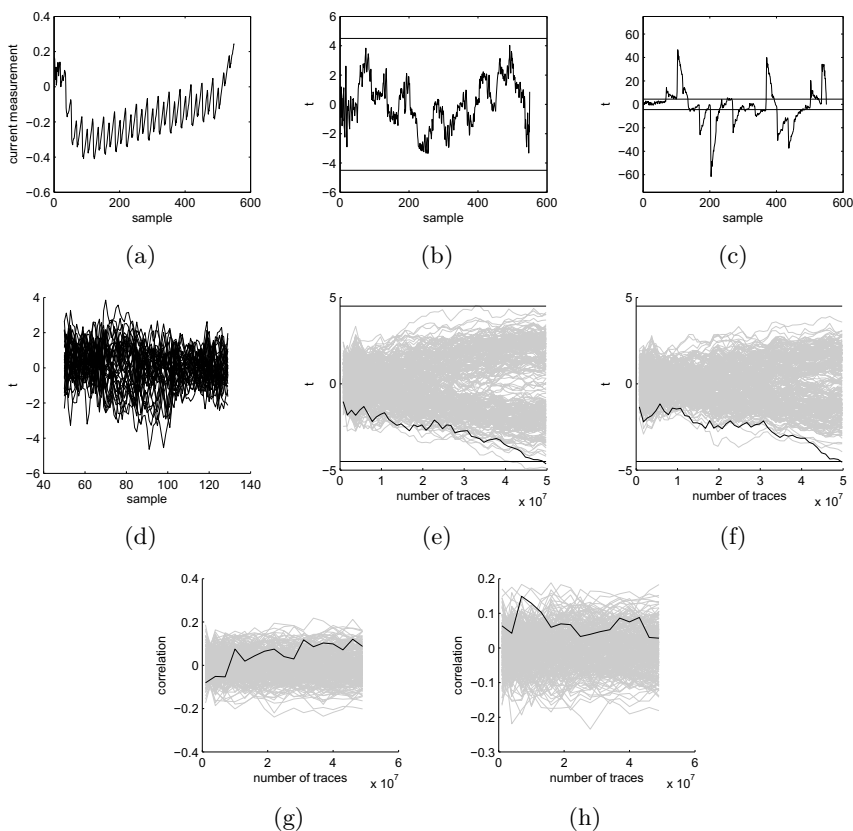 0.4
0.2
0
−0.2
−0.4
−0.6
0 200 400 600
current measurement
sample
(a)
6
4
2
0
−2
−4
−6
0 200 400 600
t
sample
(b)
60
40
20
0
−20
−40
−60
0 200 400 600
t
sample
(c)
4
2
0
−2
−4
−6
40 60 80 100 120 140
t
sample
(d)
5
0
−5
0 1 2 3 4 5
t
number of traces
x 10^7
(e)
5
0
−5
0 1 2 3 4 5
t
number of traces
x 10^7
(f)
0.4
0.2
0
−0.2
−0.4
0 2 4 6
correlation
number of traces
x 10^7
(g)
0.2
0.1
0
−0.1
−0.2
−0.3
0 2 4 6
correlation
number of traces
x 10^7
(h)